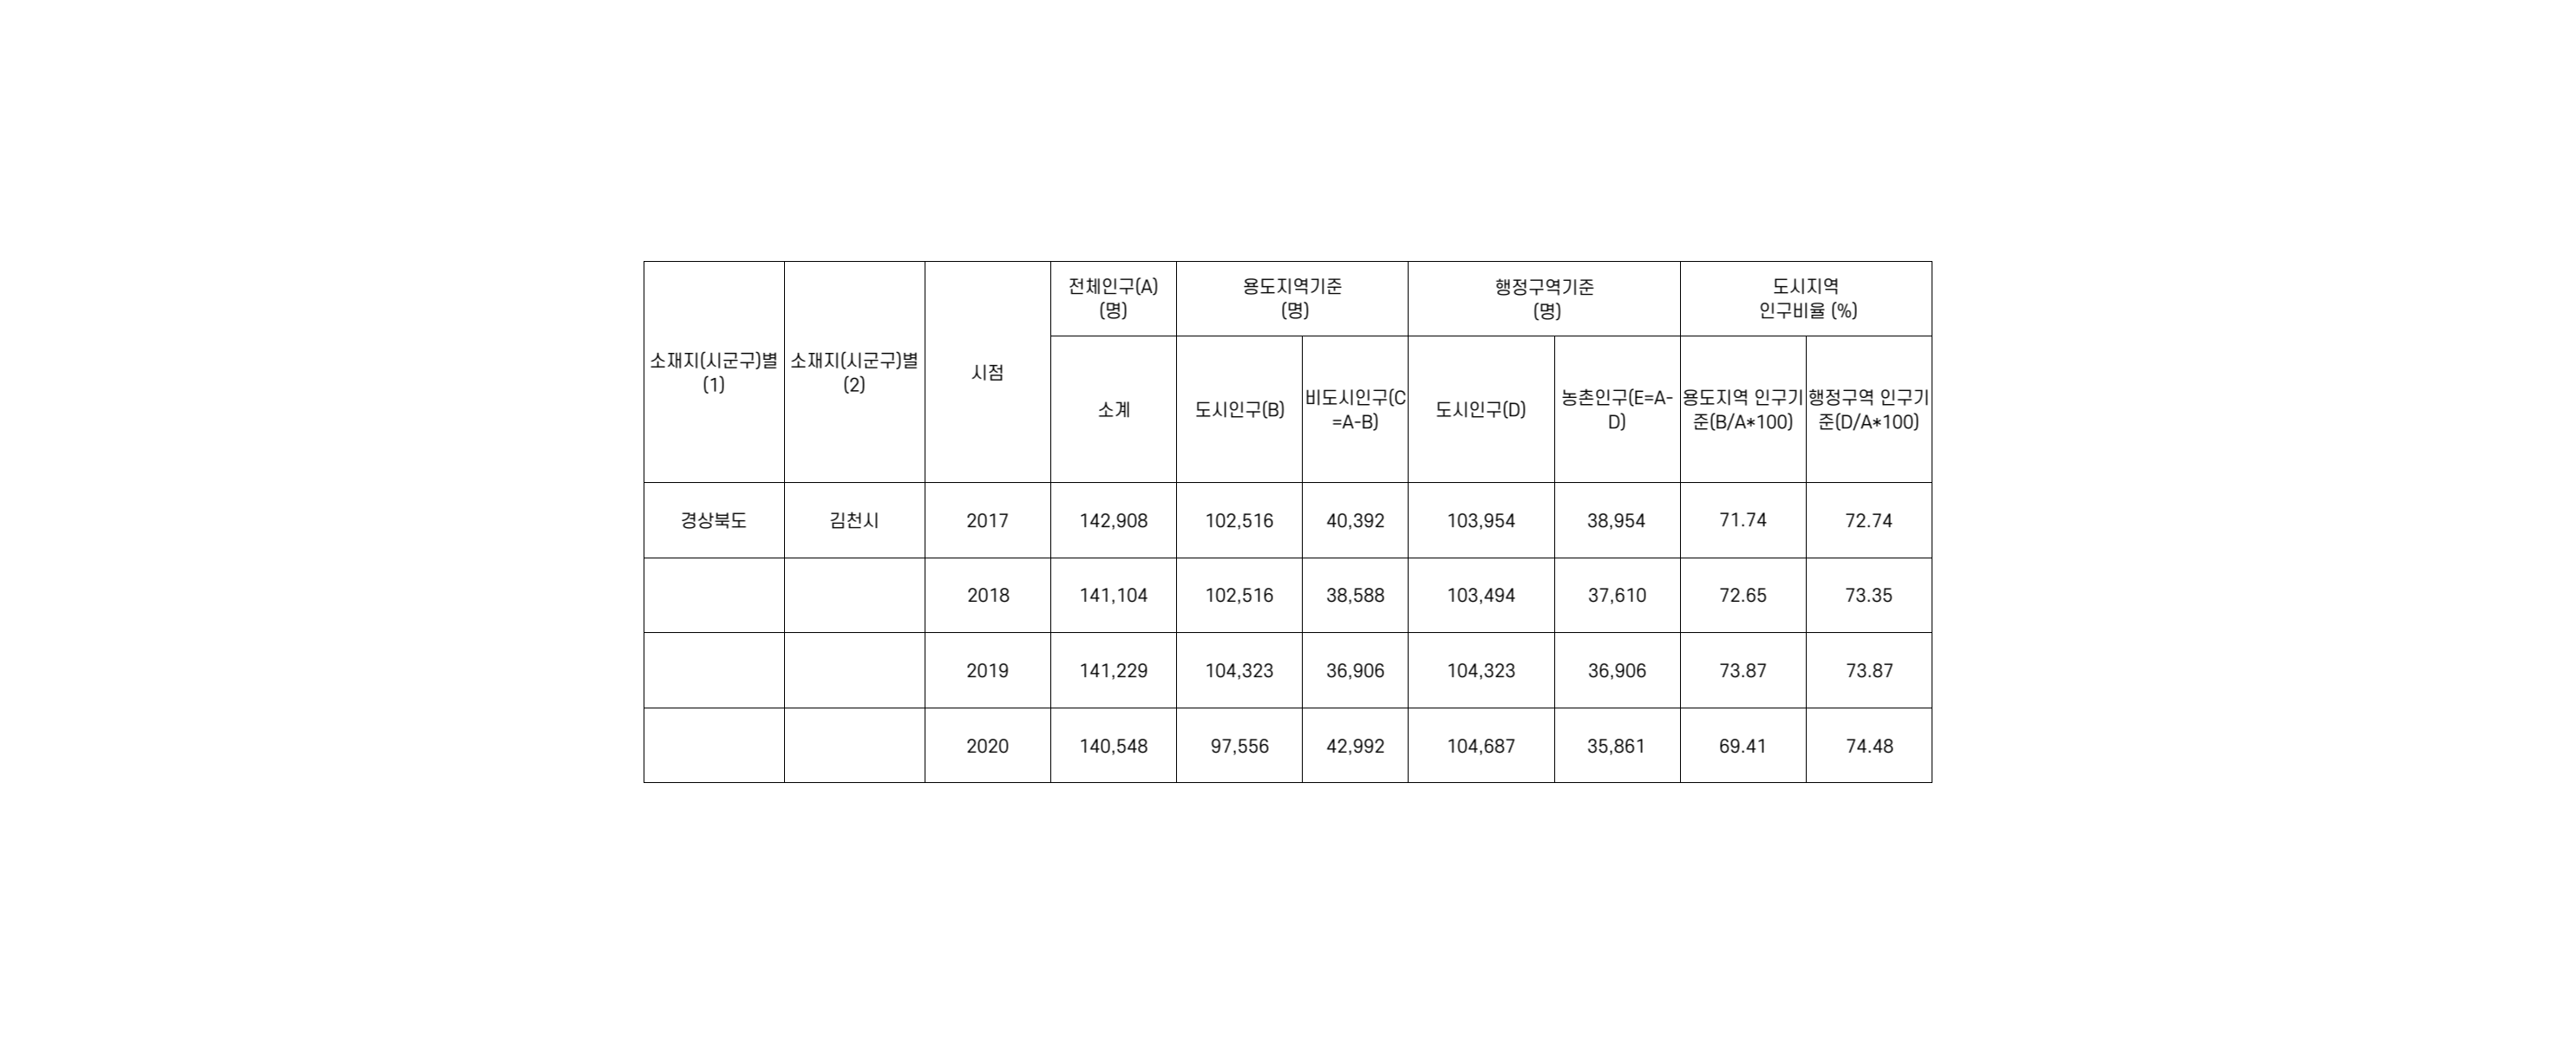 소재지(시군구)별
(1)
소재지(시군구)별
(2)
시점
전체인구(A)
(명)
용도지역기준
(명)
행정구역기준
(명)
도시지역
인구비율 (%)
소계
도시인구(B)
비도시인구(C
=A-B)
도시인구(D)
농촌인구(E=A-
D)
용도지역 인구기
준(B/A*100)
행정구역 인구기
준(D/A*100)
경상북도 김천시 2017 142,908 102,516 40,392 103,954 38,954 71.74 72.74
2018 141,104 102,516 38,588 103,494 37,610 72.65 73.35
2019 141,229 104,323 36,906 104,323 36,906 73.87 73.87
2020 140,548 97,556 42,992 104,687 35,861 69.41 74.48